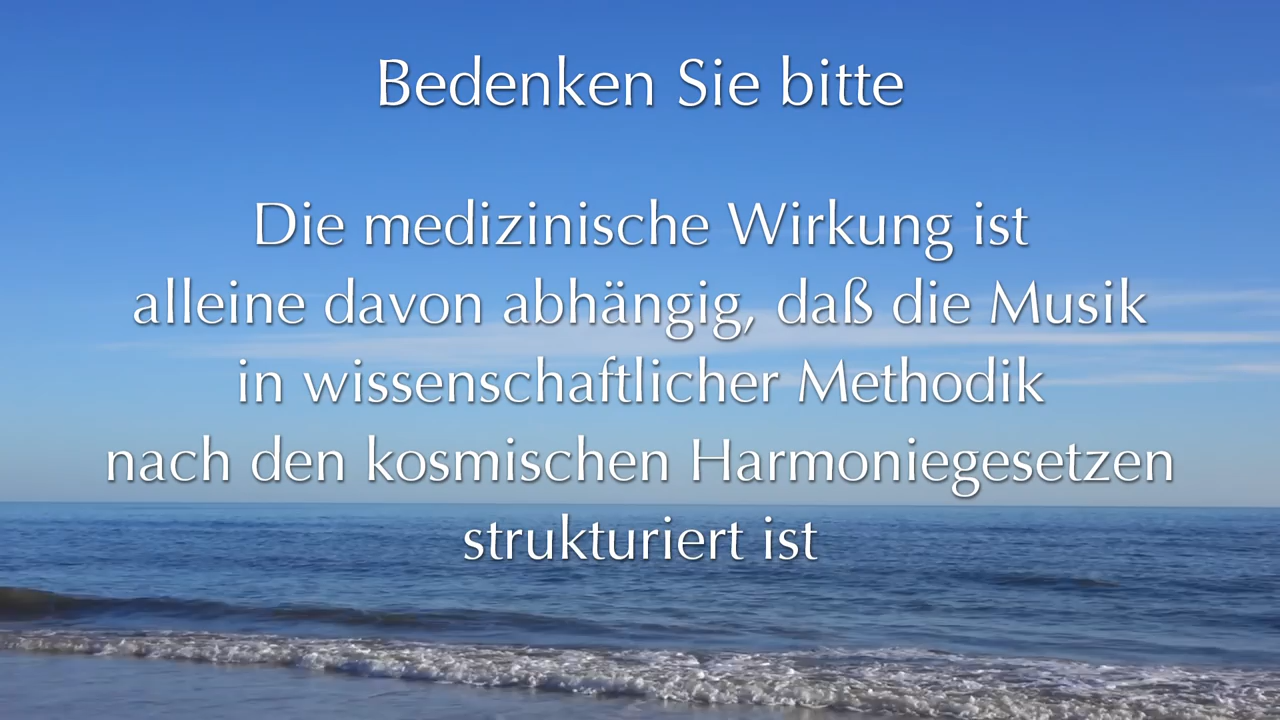 Bedenken Sie bitte
Die medizinische Wirkung ist
alleine davon abhängig, daß die Musik
in wissenschaftlicher Methodik
nach den kosmischen Harmoniegesetzen
strukturiert ist